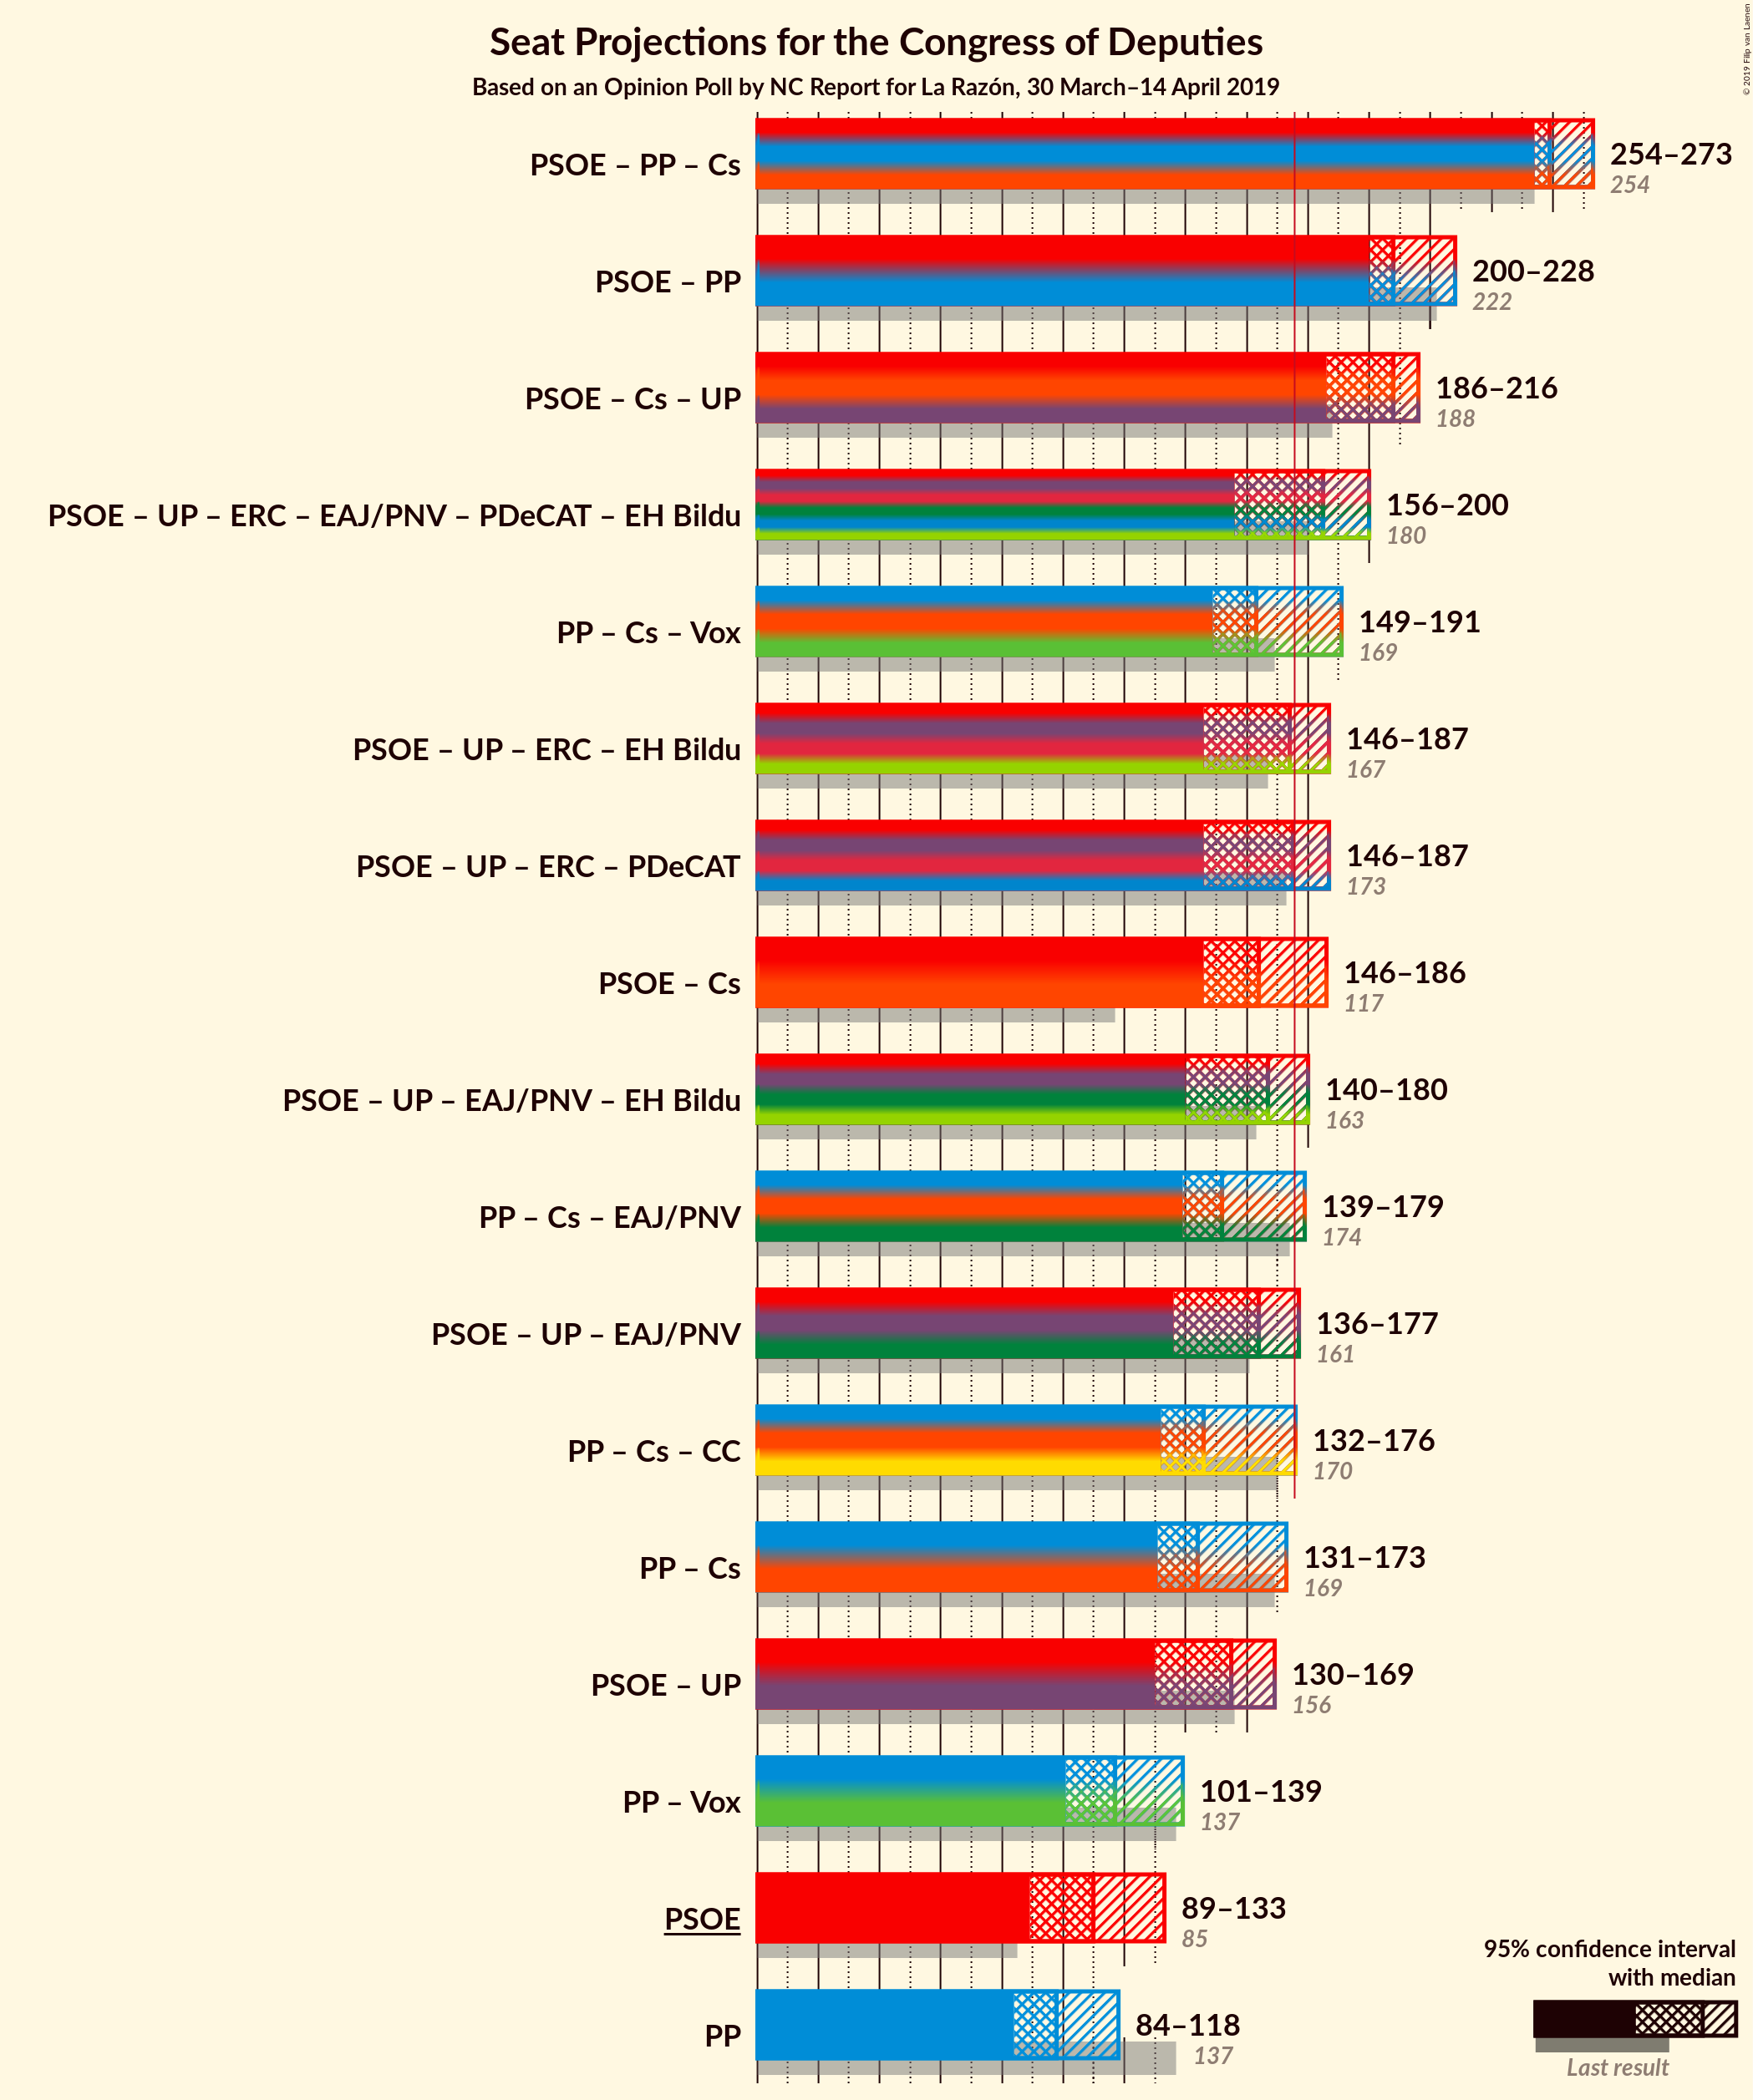 Seat Projections for the Congress of Deputies
Based on an Opinion Poll by NC Report for La Razón, 30 March–14 April 2019
© 2019 Filip van Laenen
PSOE – PP – Cs
254–273
254
PSOE – PP
200–228
222
PSOE – Cs – UP
186–216
188
PSOE – UP – ERC – EAJ/PNV – PDeCAT – EH Bildu
156–200
180
PP – Cs – Vox
149–191
169
PSOE – UP – ERC – EH Bildu
146–187
167
PSOE – UP – ERC – PDeCAT
146–187
173
PSOE – Cs
146–186
117
PSOE – UP – EAJ/PNV – EH Bildu
140–180
163
PP – Cs – EAJ/PNV
139–179
174
PSOE – UP – EAJ/PNV
136–177
161
PP – Cs – CC
132–176
170
PP – Cs
131–173
169
PSOE – UP
130–169
156
PP – Vox
101–139
137
PSOE
89–133
85
PP
84–118
137
95% confidence interval
with median
Last result